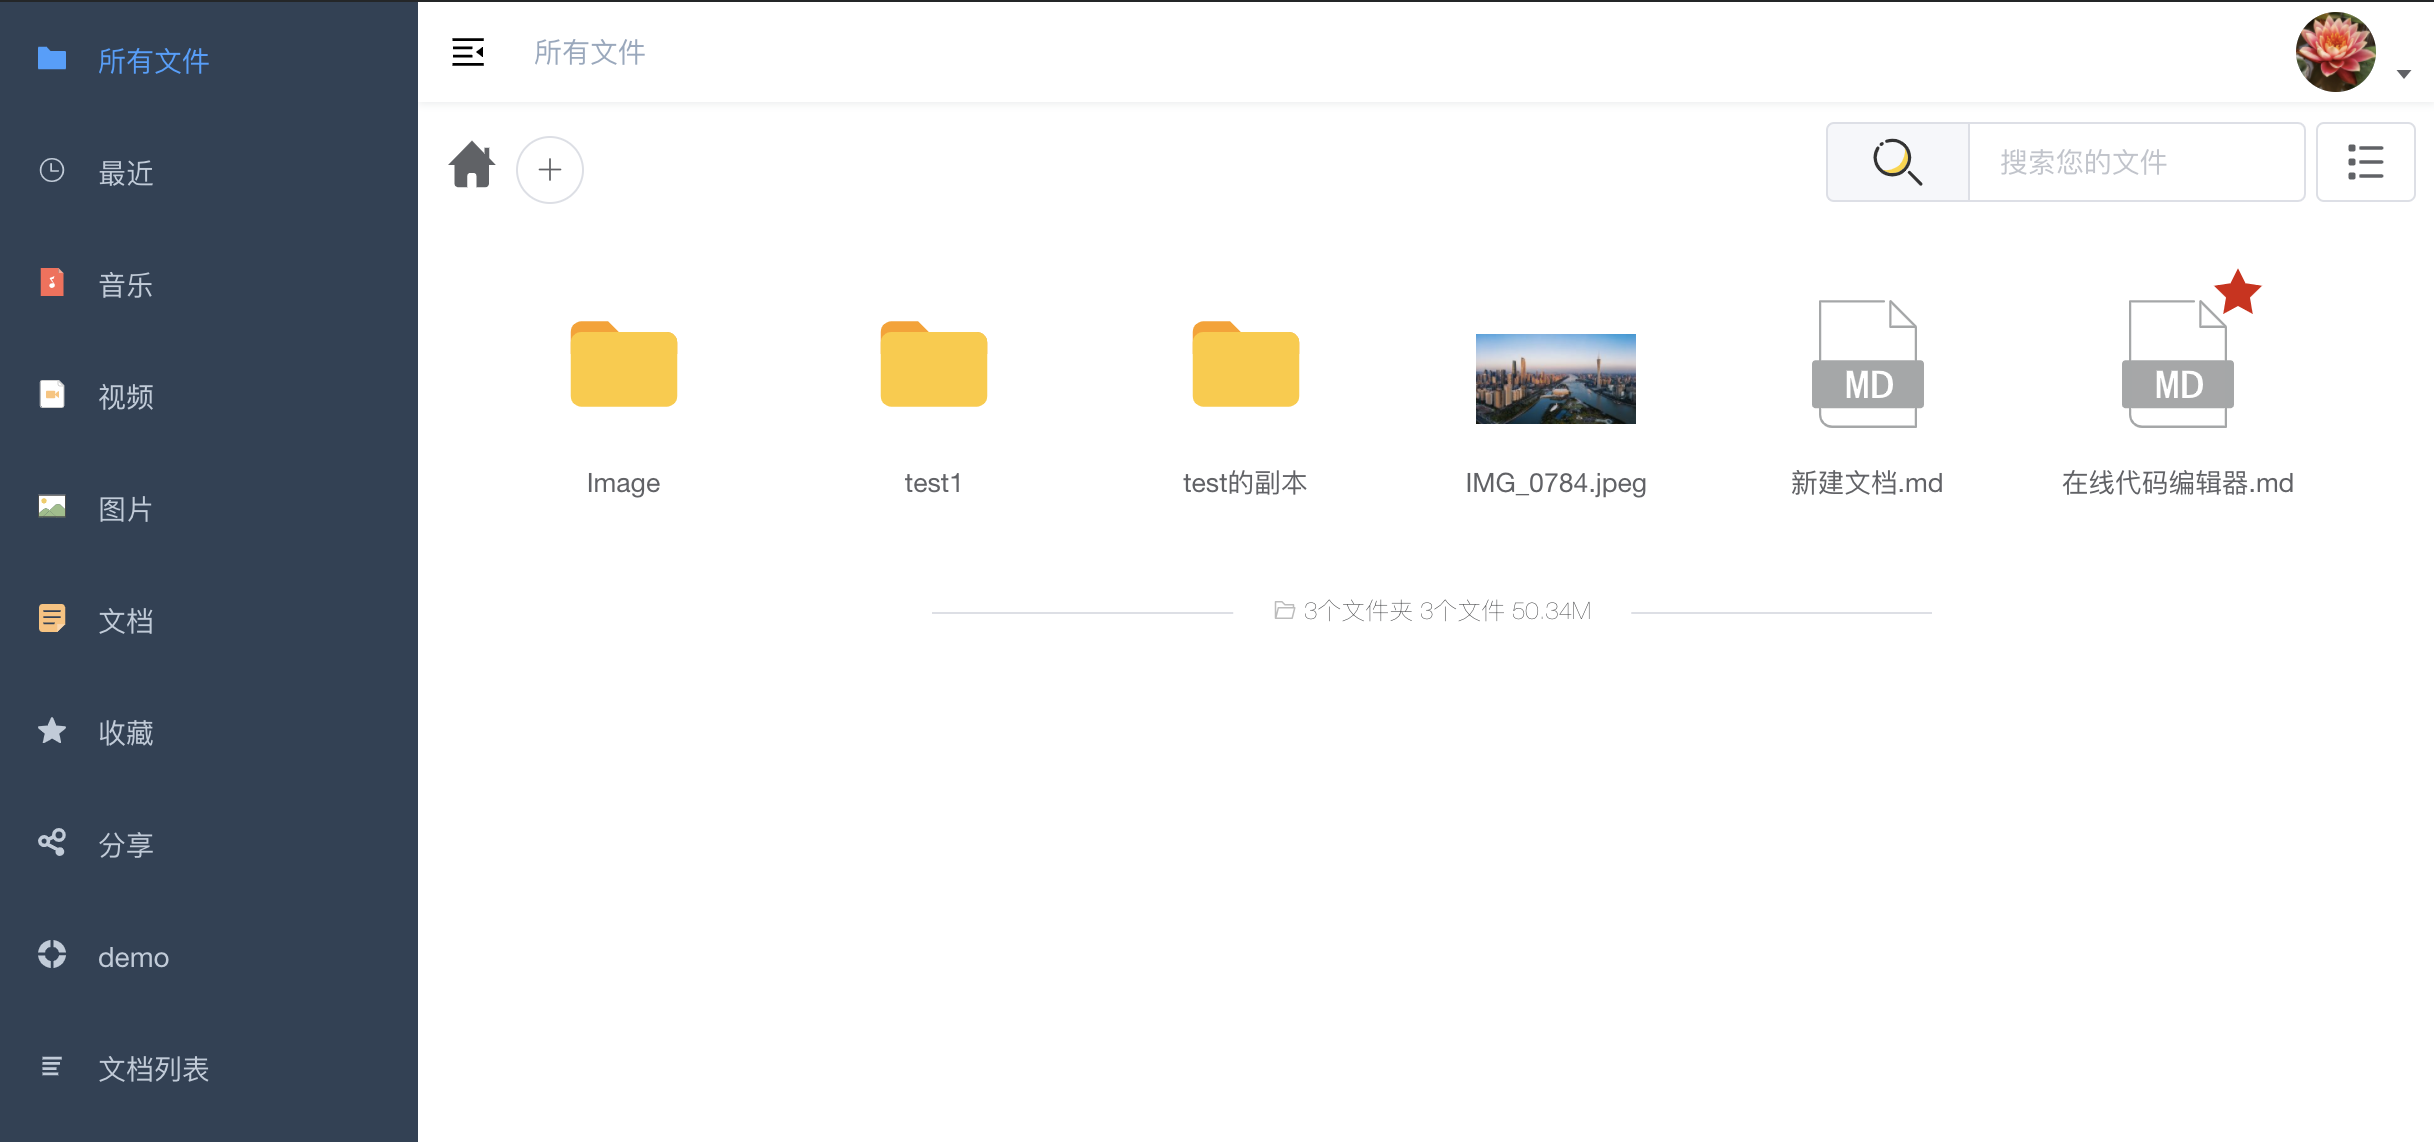 所有文件
最近
音乐
视频
图片
文档
收藏
分享
demo
文档列表
所有文件
搜索您的文件
Image
test1
test的副本
IMG_0784.jpeg
MD
新建文档.md
MD
在线代码编辑器.md
3个文件夹 3个文件 50.34M